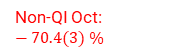 Non-QI Oct:
− 70.4(3) %